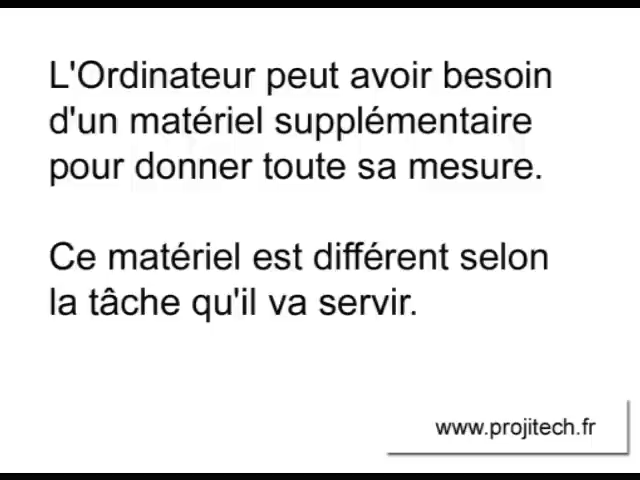 L'Ordinateur peut avoir besoin
d'un matériel supplémentaire
pour donner toute sa mesure.
Ce matériel est différent selon
la tâche qu'il va servir.
www.projitech.fr